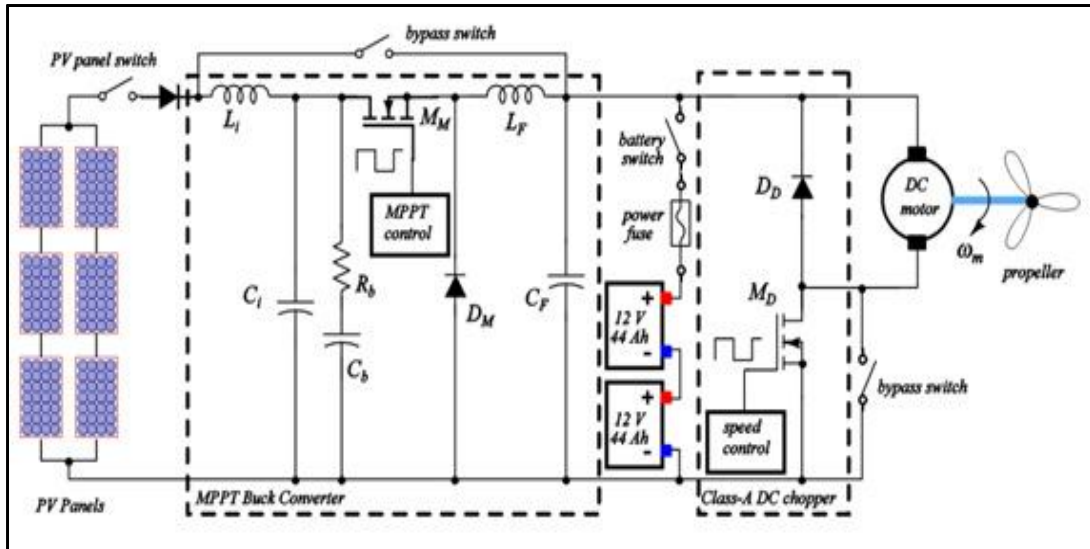 bypass switch
PV panel switch
L_i
M_M
L_F
MPPT
control
battery
switch
power
fuse
D_D
DC
motor
ω_m
propeller
C_i
R_b
C_b
D_M
C_F
+
12 V
44 Ah
-
+
12 V
44 Ah
-
M_D
speed
control
bypass switch
PV Panels
MPPT Buck Converter
Class-A DC chopper